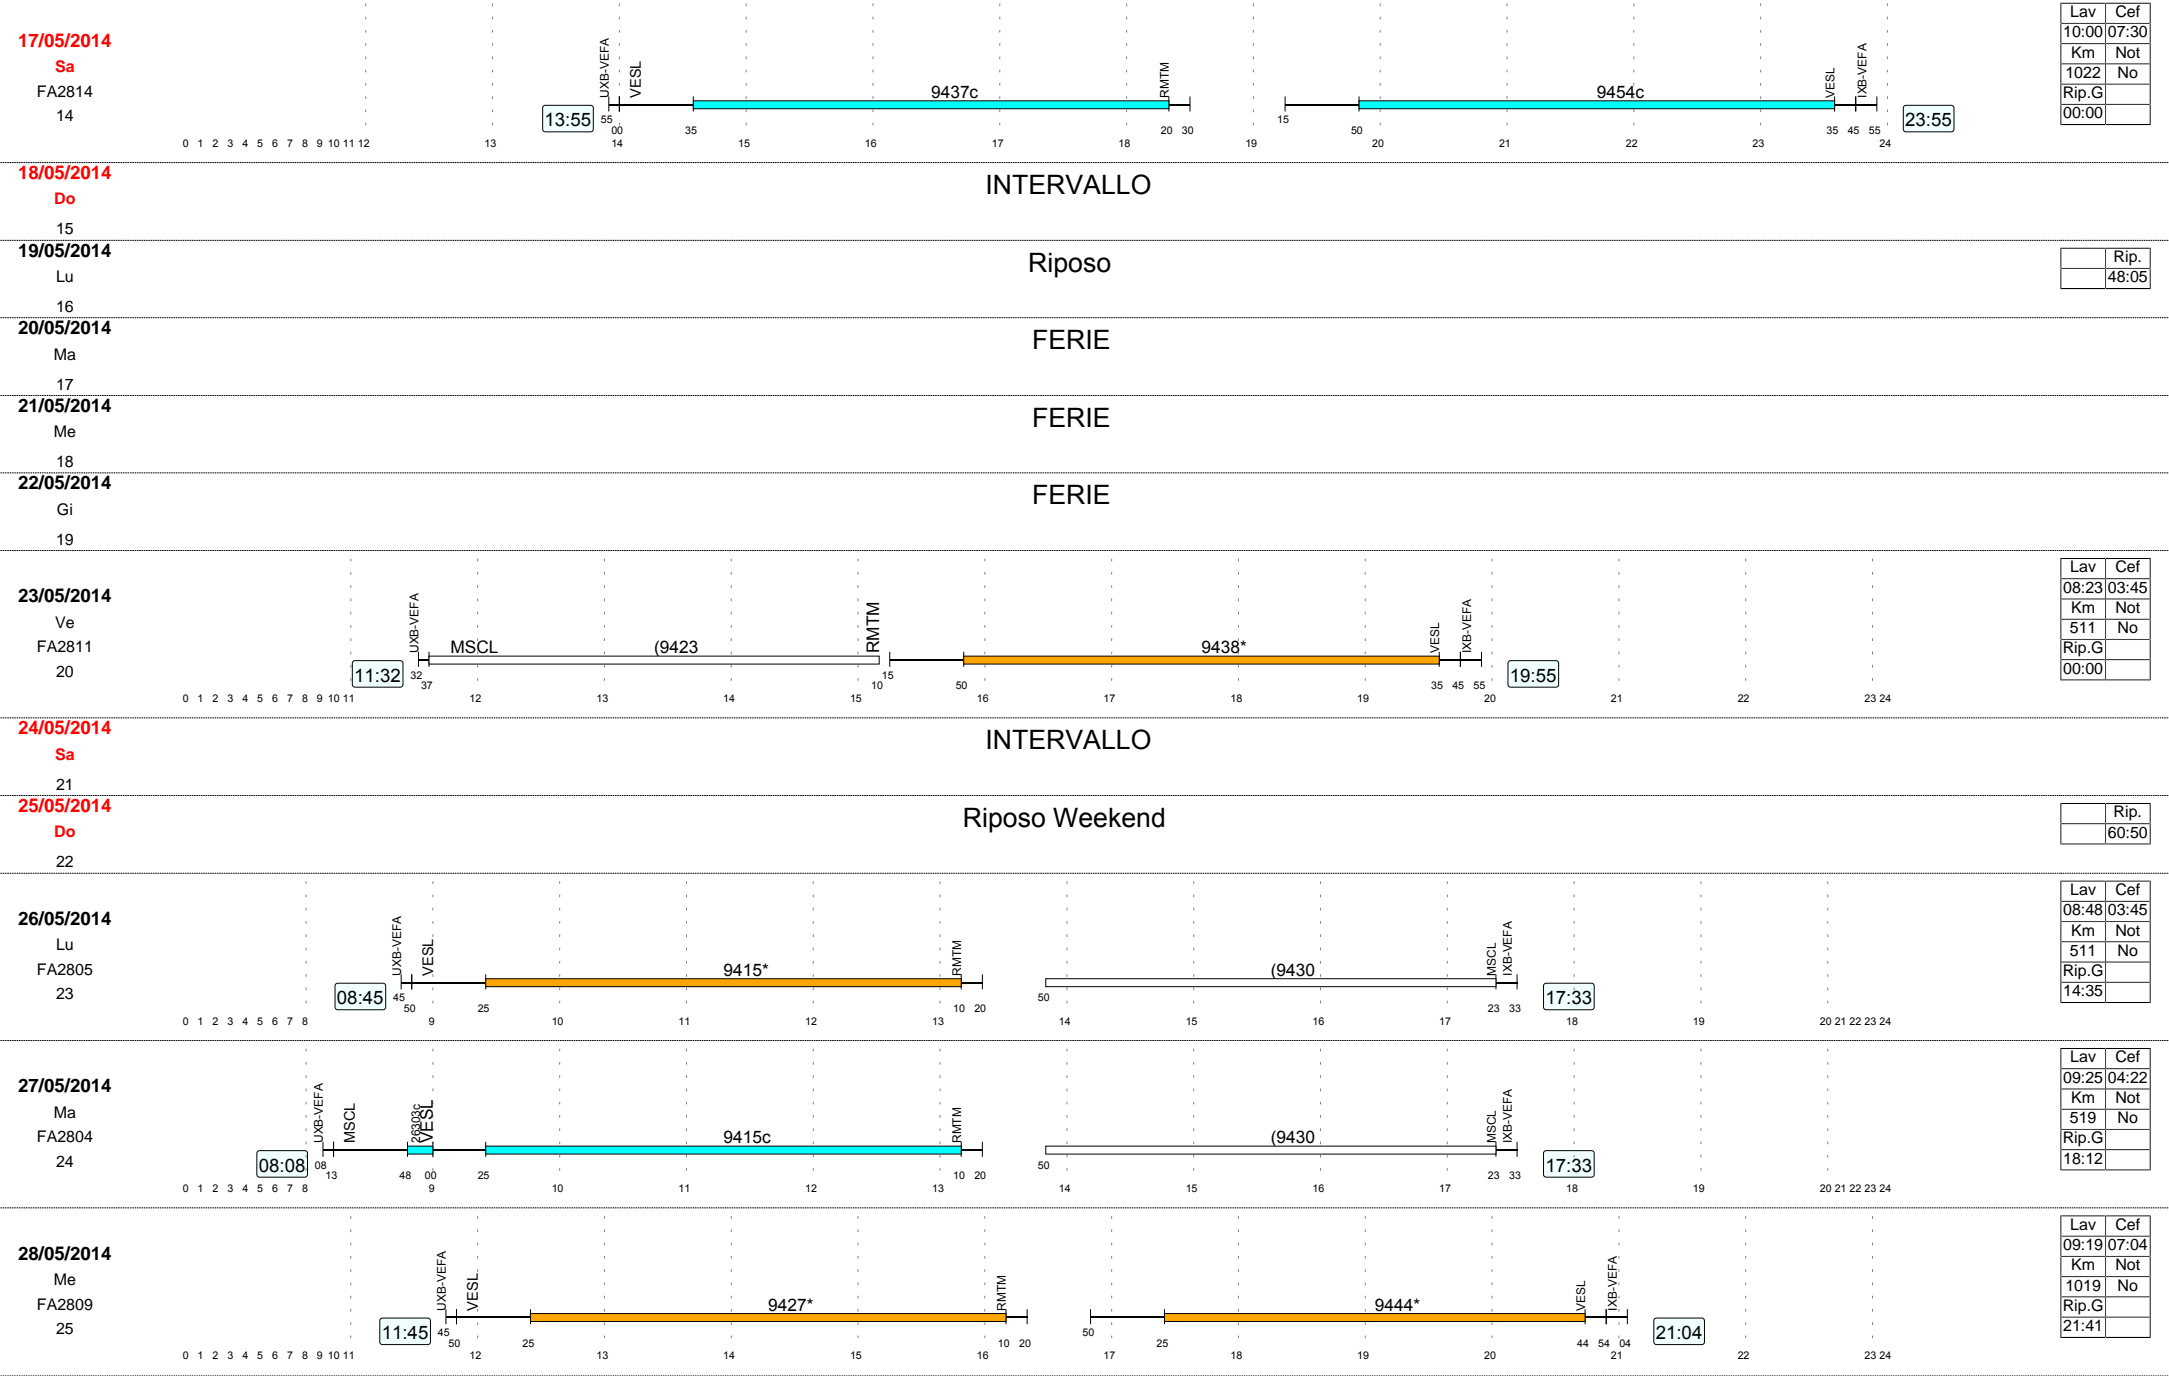 17/05/2014
Sa
FA2814
14
13:55
UXB-VEFA
VESL
9437c
RMTM
9454c
VESL
IXB-VEFA
23:55
55 00 35 20 30 15 50 35 45 55
0 1 2 3 4 5 6 7 8 9 10 11 12 13 14 15 16 17 18 19 20 21 22 23 24
Lav Cef
10:00 07:30
Km Not
1022 No
Rip.G
00:00
18/05/2014
Do
15
INTERVALLO
19/05/2014
Lu
16
Riposo
Rip.
48:05
20/05/2014
Ma
17
FERIE
21/05/2014
Me
18
FERIE
22/05/2014
Gi
19
FERIE
23/05/2014
Ve
FA2811
20
11:32
UXB-VEFA
MSCL
(9423
RMTM
9438*
VESL
IXB-VEFA
19:55
32 37 10 15 50 35 45 55
0 1 2 3 4 5 6 7 8 9 10 11 12 13 14 15 16 17 18 19 20 21 22 23 24
Lav Cef
08:23 03:45
Km Not
511 No
Rip.G
00:00
24/05/2014
Sa
21
INTERVALLO
25/05/2014
Do
22
Riposo Weekend
Rip.
60:50
26/05/2014
Lu
FA2805
23
08:45
UXB-VEFA
VESL
9415*
RMTM
(9430
MSCL
IXB-VEFA
17:33
45 50 25 10 20 50 23 33
0 1 2 3 4 5 6 7 8 9 10 11 12 13 14 15 16 17 18 19 20 21 22 23 24
Lav Cef
08:48 03:45
Km Not
511 No
Rip.G
14:35
27/05/2014
Ma
FA2804
24
08:08
UXB-VEFA
MSCL
26303c
VESL
9415c
RMTM
(9430
MSCL
IXB-VEFA
17:33
08 13 48 00 25 10 20 50 23 33
0 1 2 3 4 5 6 7 8 9 10 11 12 13 14 15 16 17 18 19 20 21 22 23 24
Lav Cef
09:25 04:22
Km Not
519 No
Rip.G
18:12
28/05/2014
Me
FA2809
25
11:45
UXB-VEFA
VESL
9427*
RMTM
9444*
VESL
IXB-VEFA
21:04
45 50 25 10 20 50 25 44 54 04
0 1 2 3 4 5 6 7 8 9 10 11 12 13 14 15 16 17 18 19 20 21 22 23 24
Lav Cef
09:19 07:04
Km Not
1019 No
Rip.G
21:41